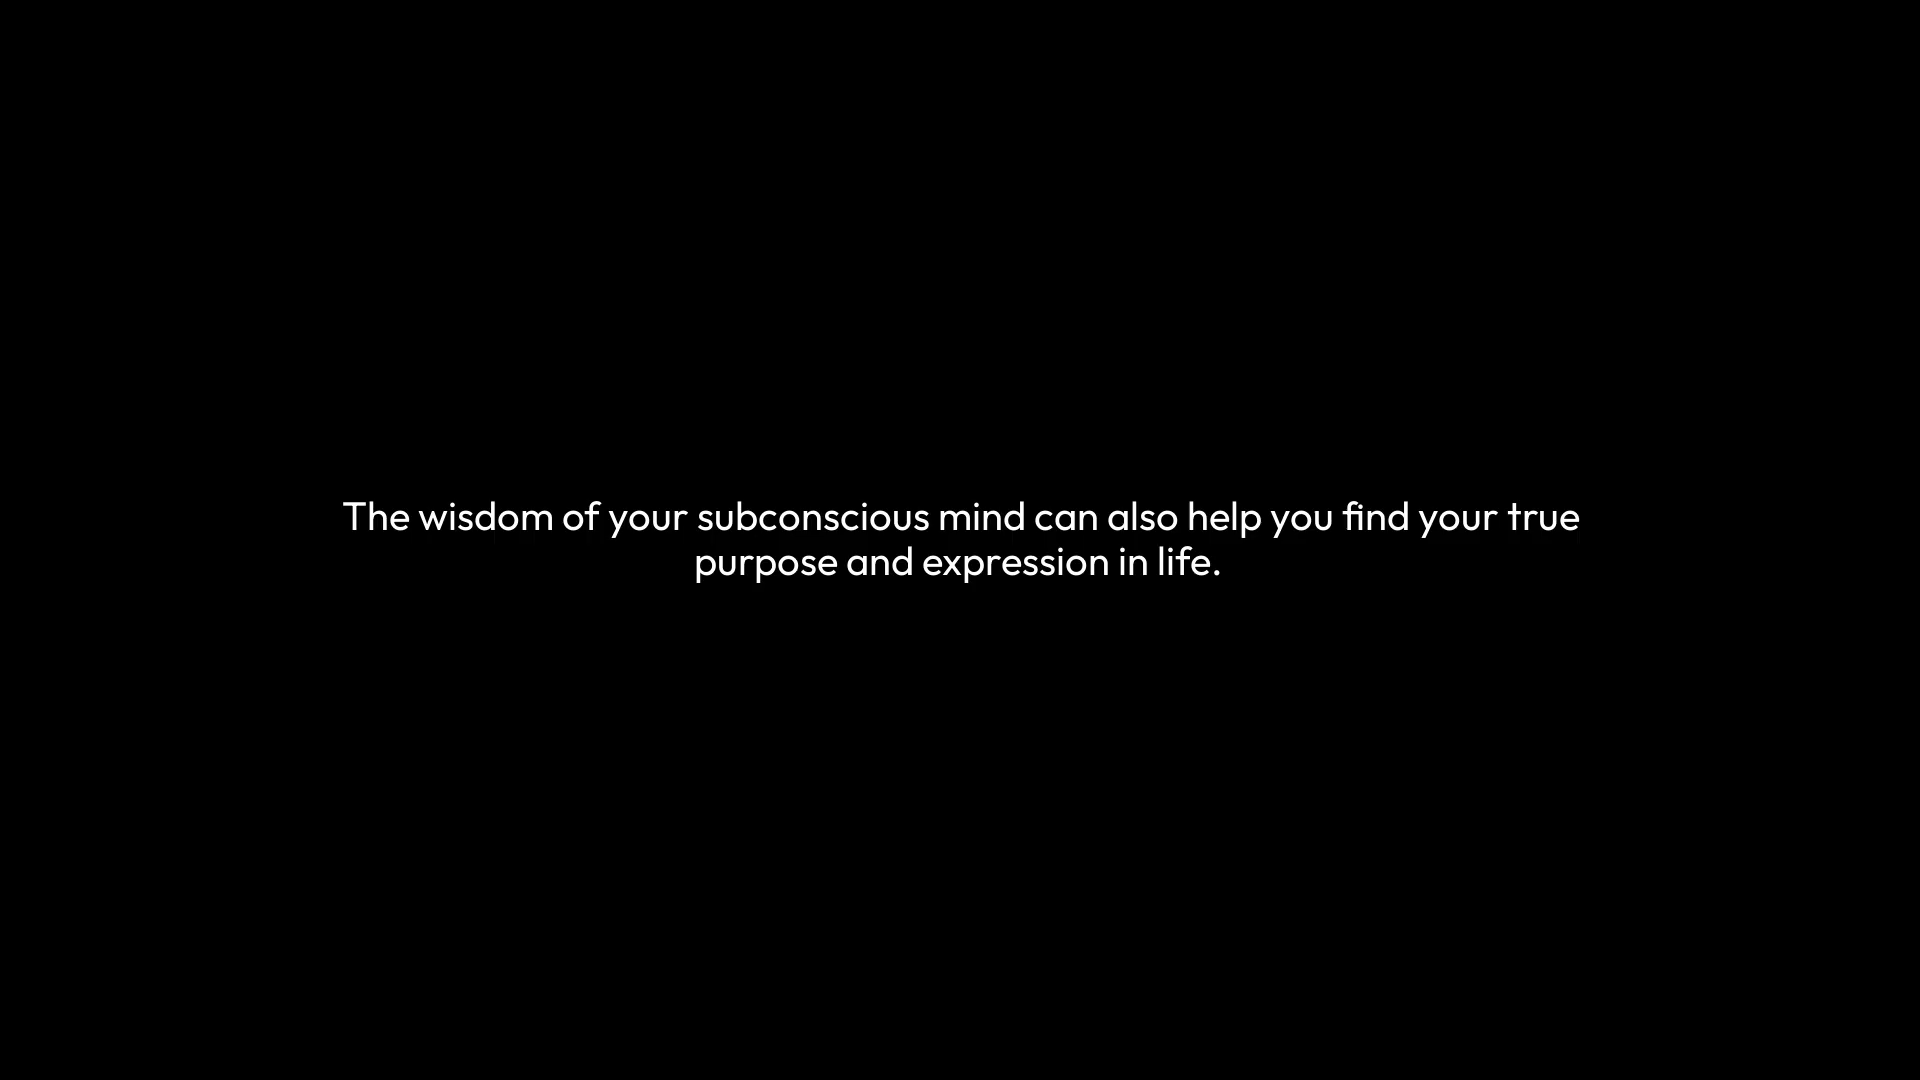 The wisdom of your subconscious mind can also help you find your true
purpose and expression in life.